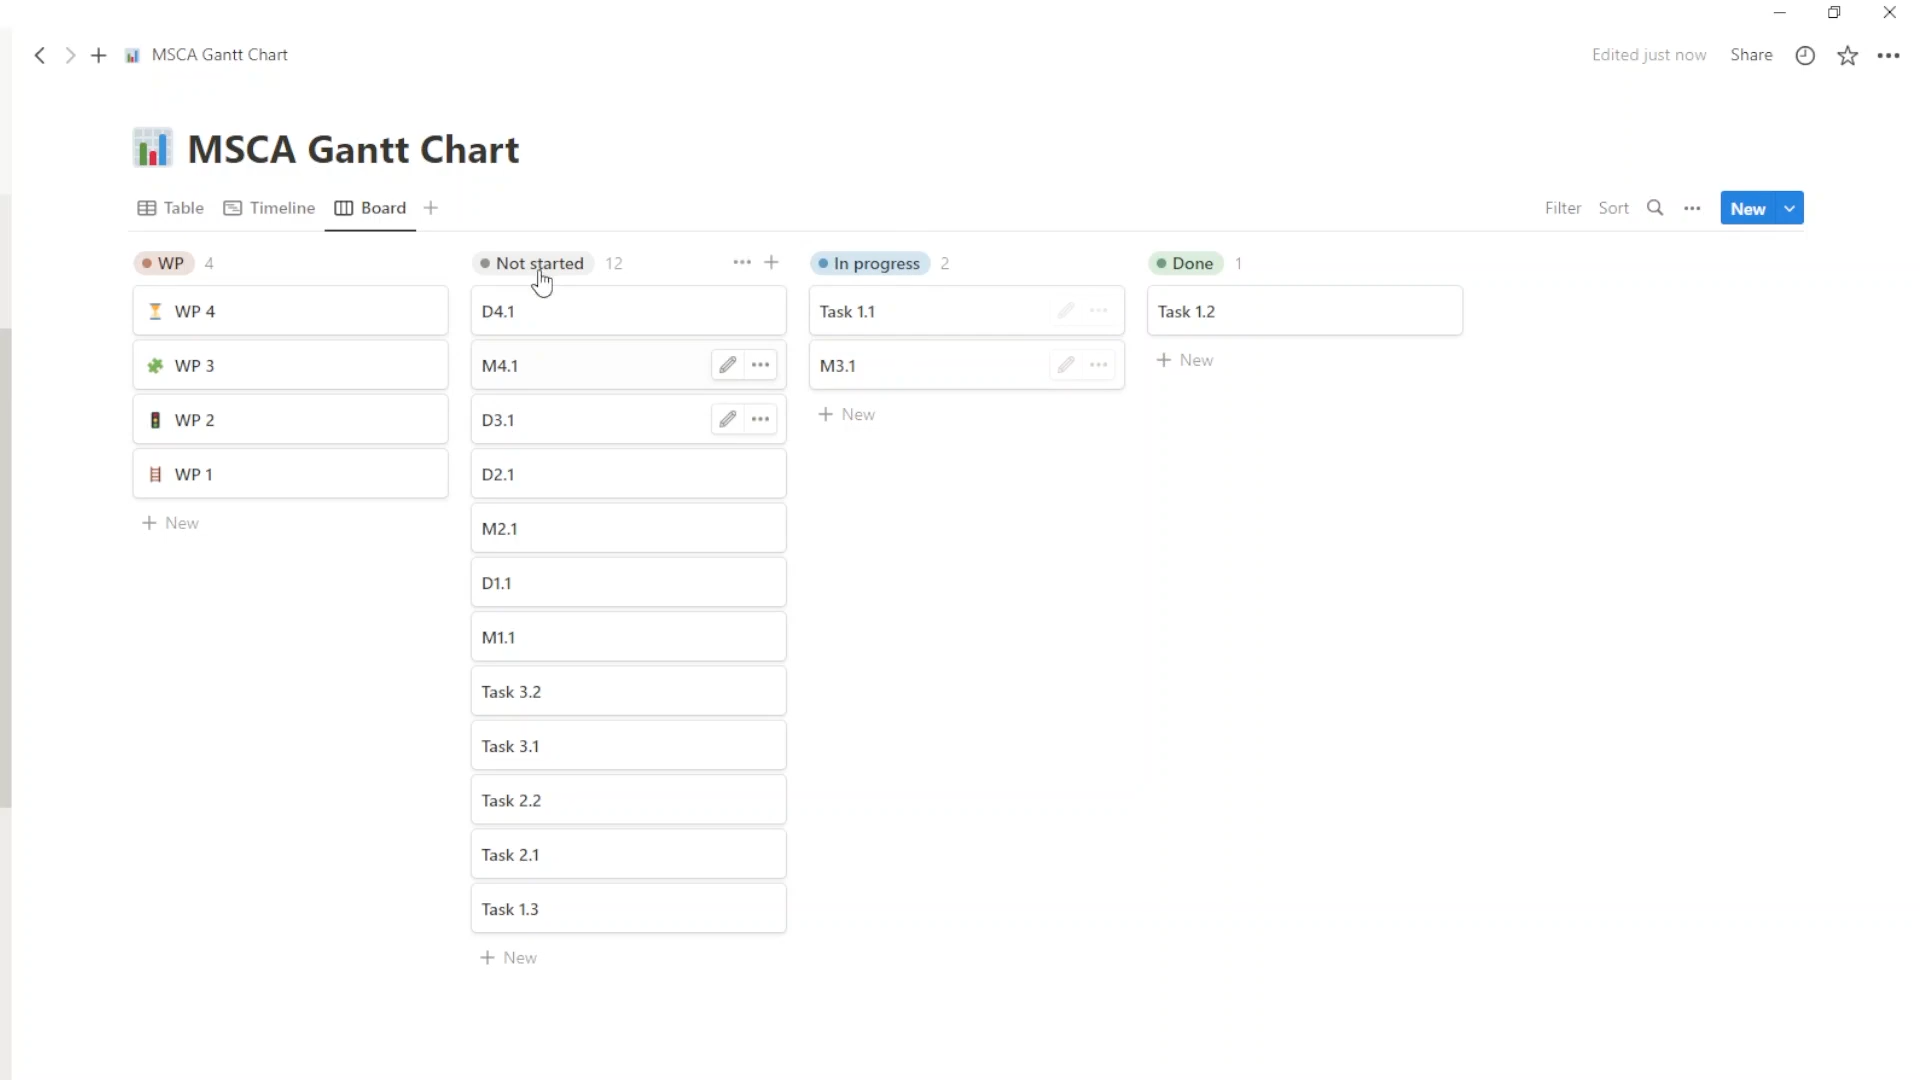 MSCA Gantt Chart
Edited just now
Share
MSCA Gantt Chart
Table
Timeline
Board
Filter
Sort
New
WP 4
WP 4
WP 3
WP 2
WP 1
+ New
Not started 12
D4.1
M4.1
D3.1
D2.1
M2.1
D1.1
M1.1
Task 3.2
Task 3.1
Task 2.2
Task 2.1
Task 1.3
+ New
In progress 2
Task 1.1
M3.1
+ New
Done 1
Task 1.2
+ New